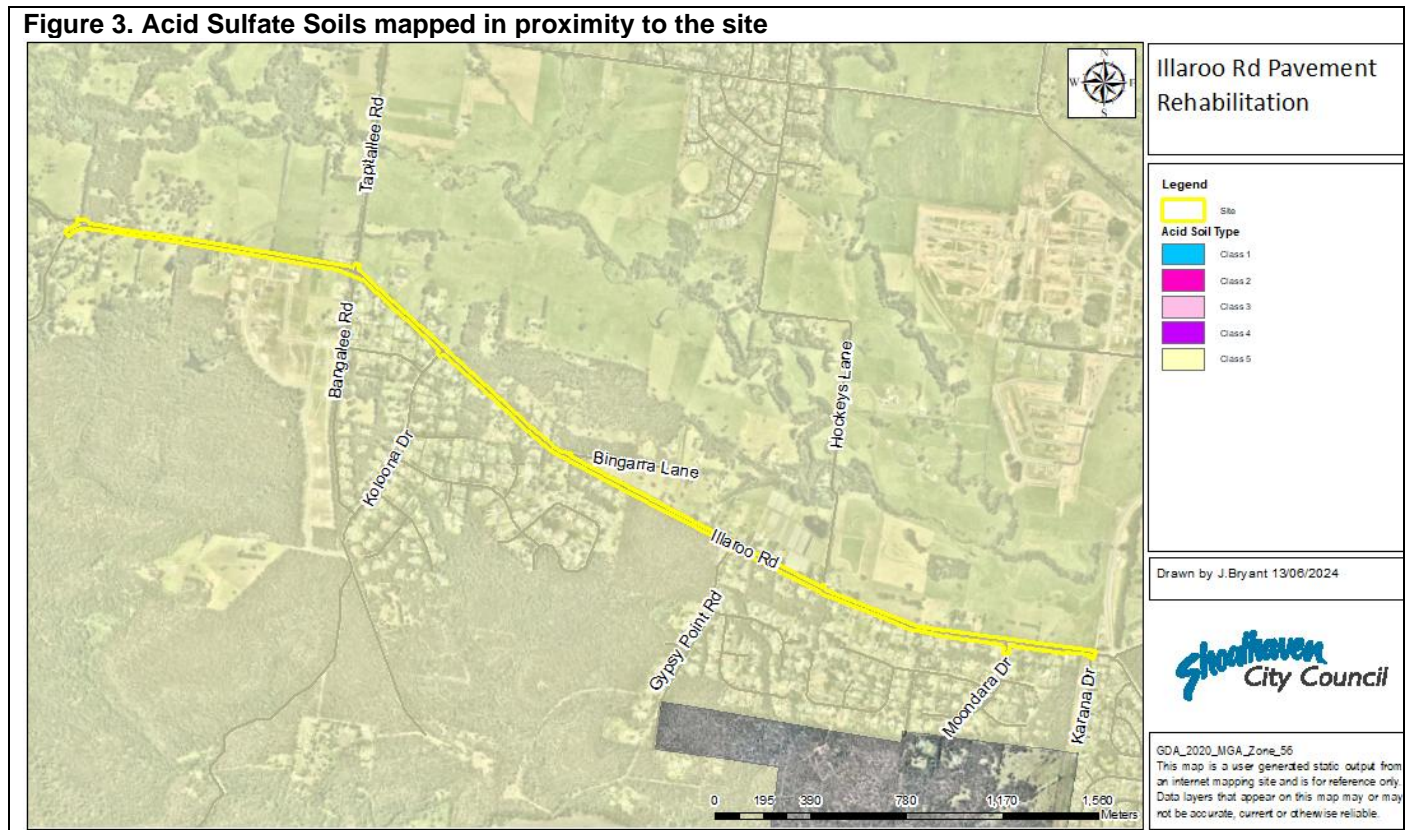 Figure 3. Acid Sulfate Soils mapped in proximity to the site
N
W E
S
Illaroo Rd Pavement
Rehabilitation
Legend
Site
Acid Soil Type
Class 1
Class 2
Class 3
Class 4
Class 5
Drawn by J.Bryant 13/06/2024
Shoalhaven
City Council
GDA_2020_MGA_Zone_56
This map is a user generated static output from
an internet mapping site and is for reference only.
Data layers that appear on this map may or may
not be accurate, current or otherwise reliable.
Tapitallee Rd
Bangalee Rd
Koloona Dr
Bingarra Lane
Hockeys Lane
Illaroo Rd
Gypsy Point Rd
Moondara Dr
Karana Dr
0 195 390 780 1,170 1,560
Meters